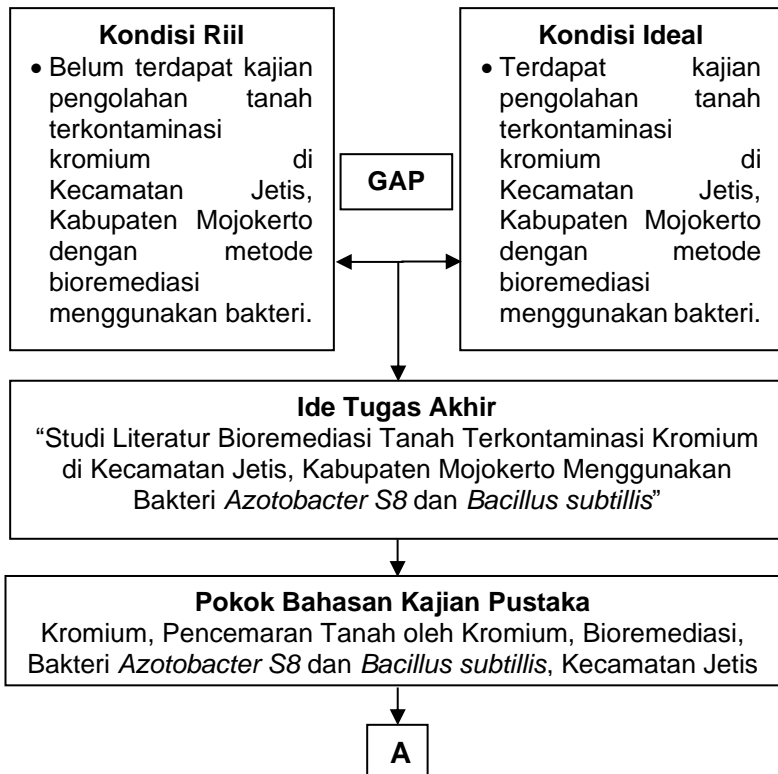 Kondisi Riil
• Belum terdapat kajian
pengolahan tanah
terkontaminasi
kromium di
Kecamatan Jetis,
Kabupaten Mojokerto
dengan metode
bioremediasi
menggunakan bakteri.
GAP
Kondisi Ideal
• Terdapat kajian
pengolahan tanah
terkontaminasi
kromium di
Kecamatan Jetis,
Kabupaten Mojokerto
dengan metode
bioremediasi
menggunakan bakteri.
Ide Tugas Akhir
“Studi Literatur Bioremediasi Tanah Terkontaminasi Kromium
di Kecamatan Jetis, Kabupaten Mojokerto Menggunakan
Bakteri Azotobacter S8 dan Bacillus subtillis”
Pokok Bahasan Kajian Pustaka
Kromium, Pencemaran Tanah oleh Kromium, Bioremediasi,
Bakteri Azotobacter S8 dan Bacillus subtillis, Kecamatan Jetis
A